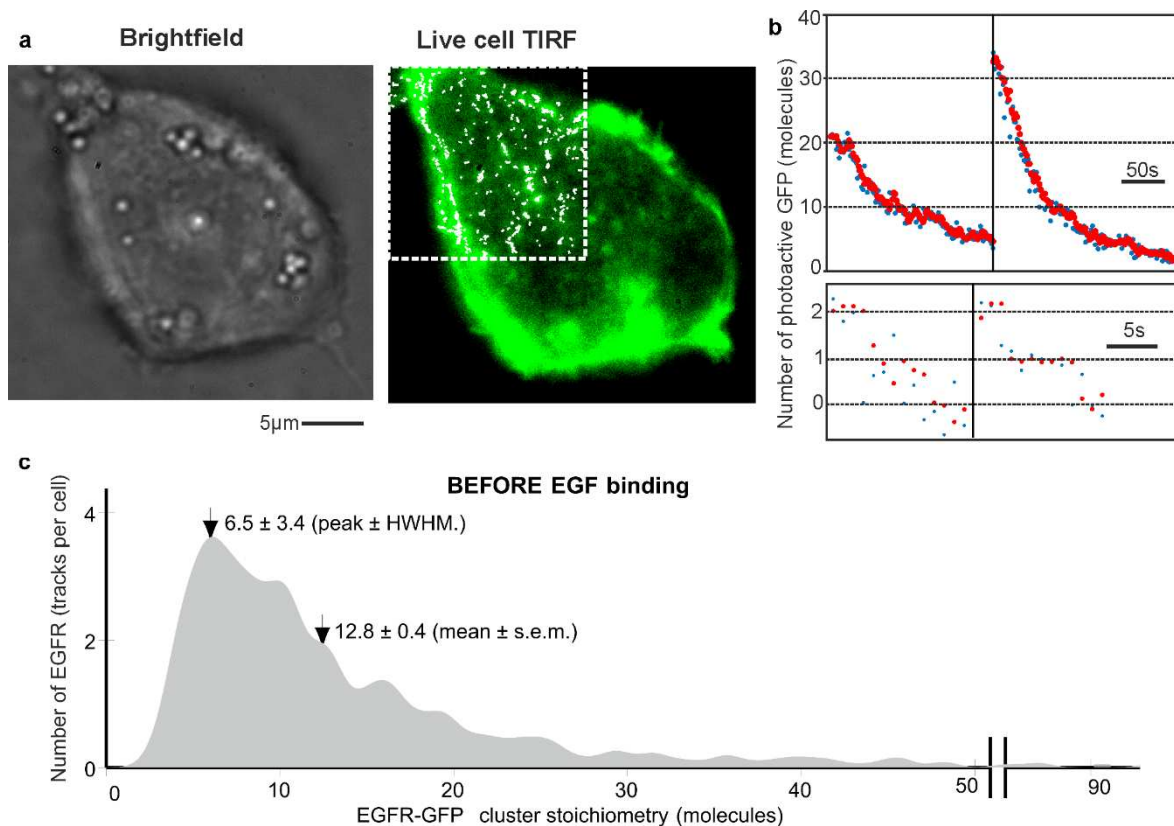 a
Brightfield
Live cell TIRF
5µm
b
Number of photoactive GFP (molecules)
40
30
20
10
0
50s
2
1
0
5s
c
BEFORE EGF binding
Number of EGFR (tracks per cell)
4
2
0
6.5 ± 3.4 (peak ± HWHM.)
12.8 ± 0.4 (mean ± s.e.m.)
0 10 20 30 40 50 90
EGFR-GFP cluster stoichiometry (molecules)